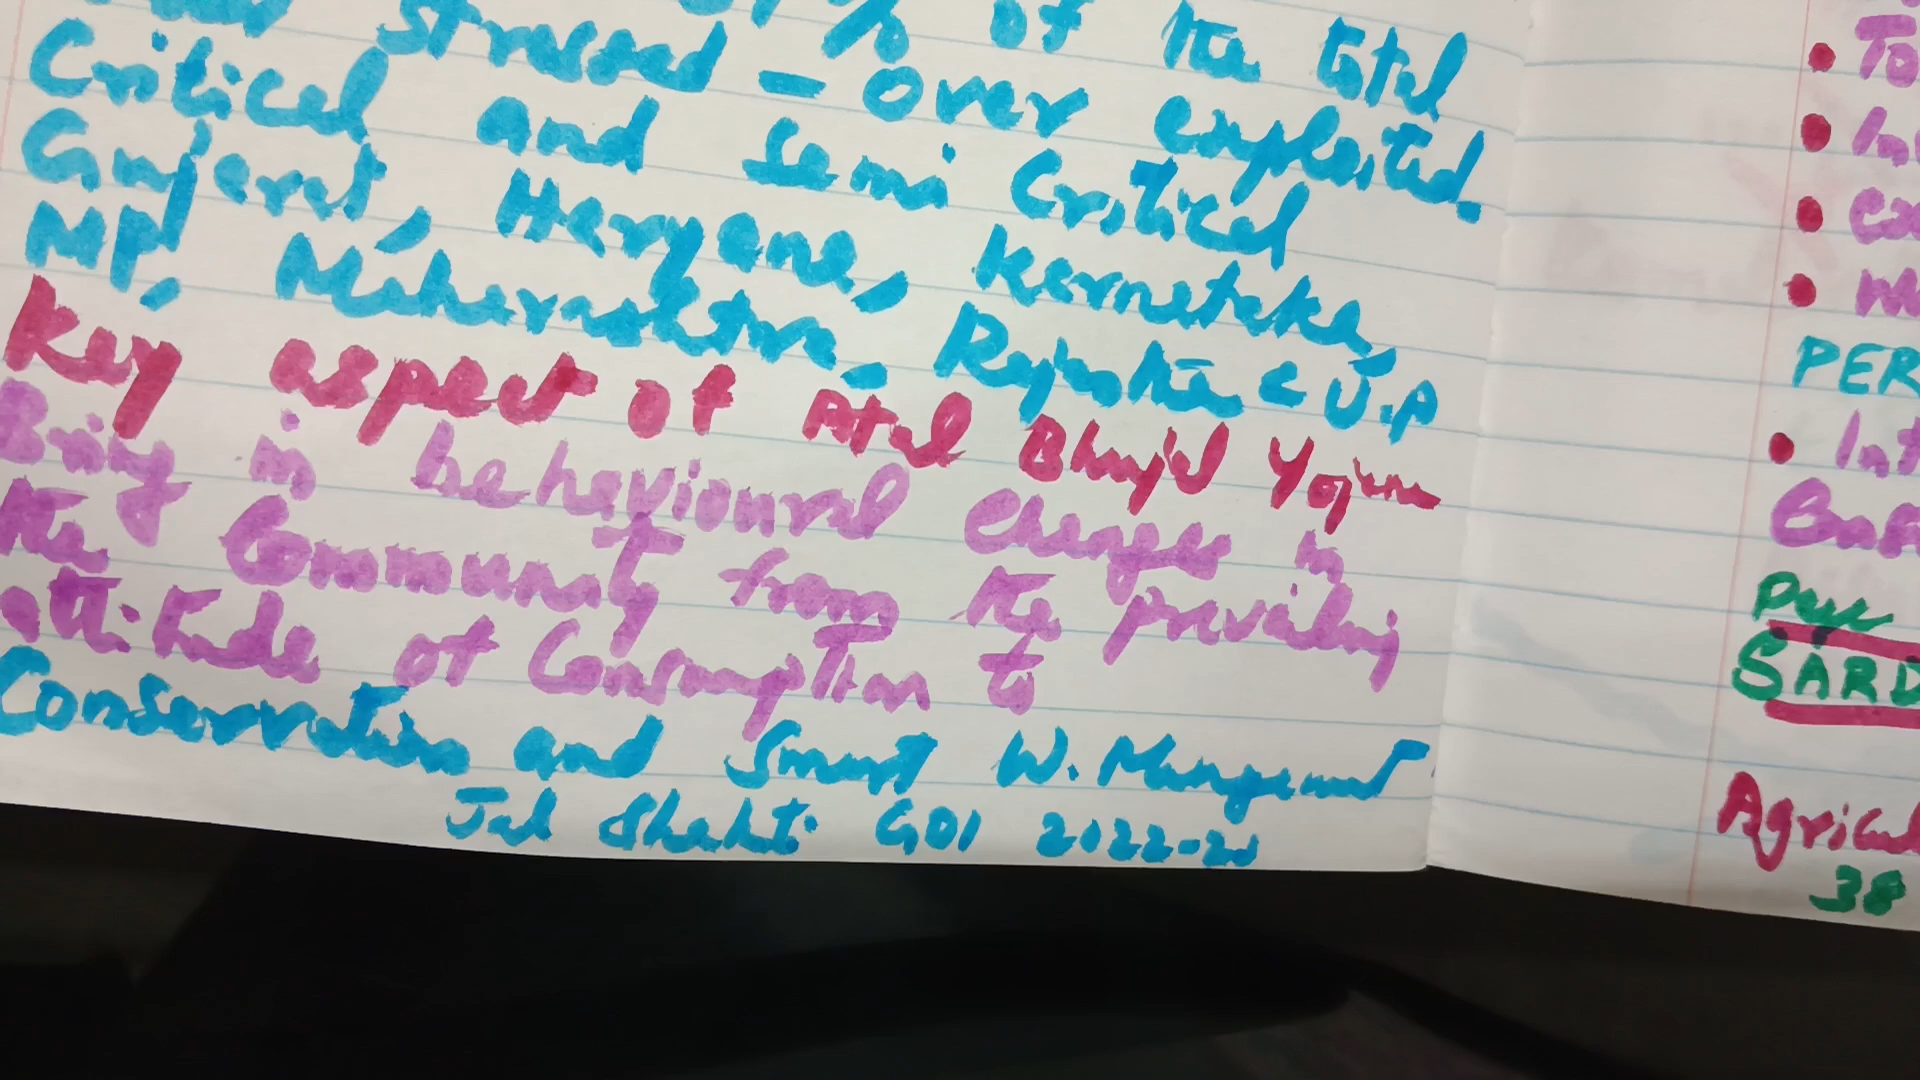 % of the total
stressed - over exploited.
Critical and Semi Critical
Gujerat, Haryana, Karnataka,
MP, Maharashtra, Rajasthan & U.P
Key aspect of Atal Bhujal Yojana
Bring in behavioural changes in
the Community from the prevailing
attitude of Consumption to
Conservation and Smart W. Management
Jal Shakti GOI 2022-23
PER
SARD
38